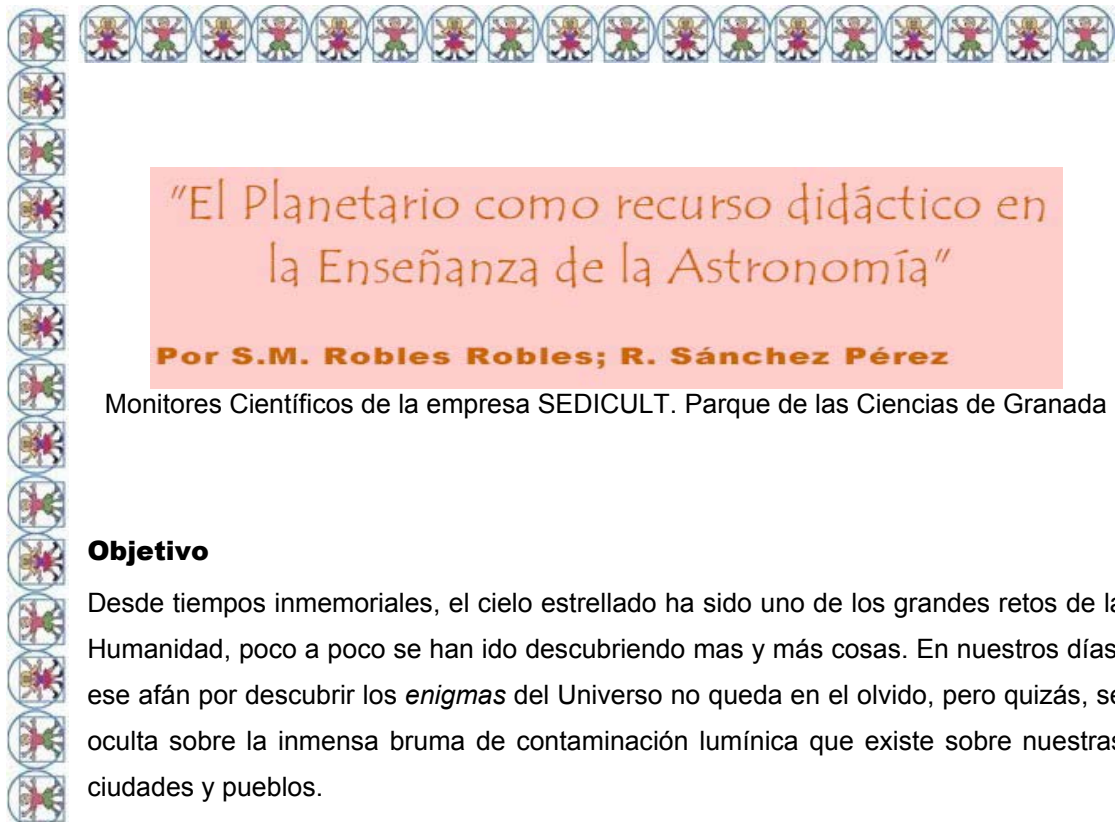 "El Planetario como recurso didáctico en
la Enseñanza de la Astronomía"
Por S.M. Robles Robles; R. Sánchez Pérez
Monitores Científicos de la empresa SEDICULT. Parque de las Ciencias de Granada
Objetivo
Desde tiempos inmemoriales, el cielo estrellado ha sido uno de los grandes retos de la
Humanidad, poco a poco se han ido descubriendo mas y más cosas. En nuestros días
ese afán por descubrir los enigmas del Universo no queda en el olvido, pero quizás, se
oculta sobre la inmensa bruma de contaminación lumínica que existe sobre nuestras
ciudades y pueblos.